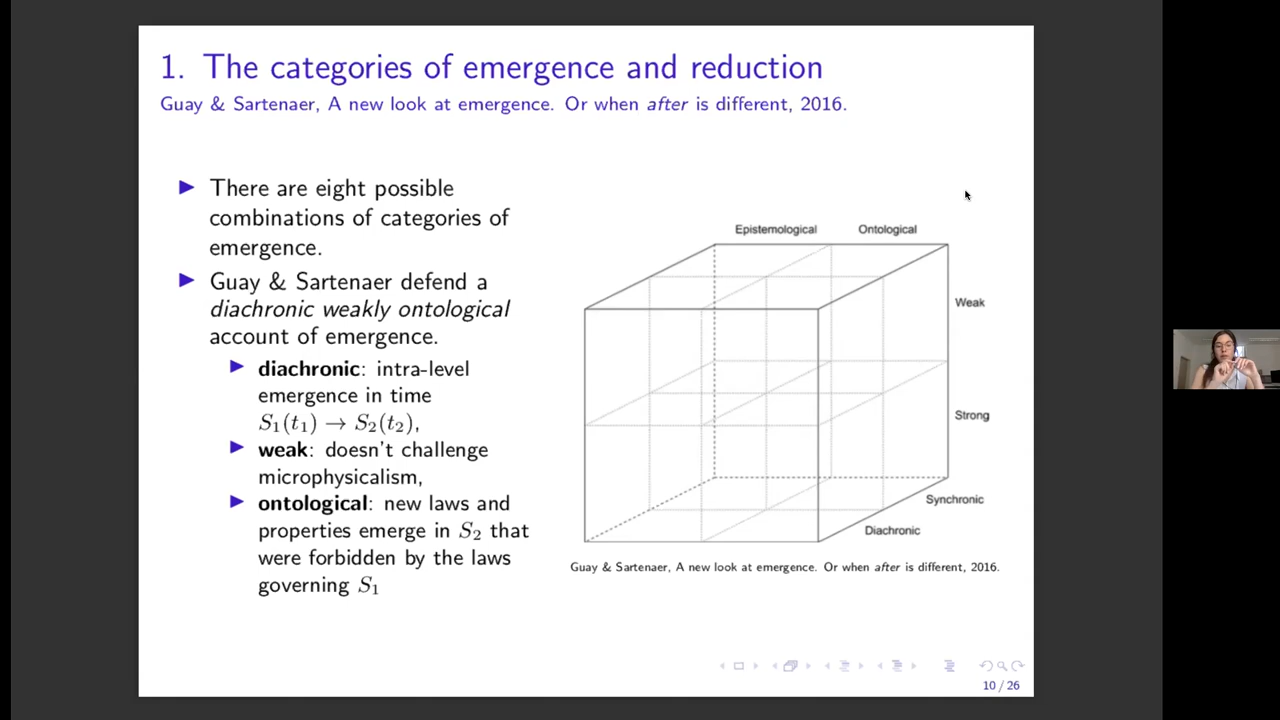 1. The categories of emergence and reduction
Guay & Sartenaer, A new look at emergence. Or when after is different, 2016.
▶ There are eight possible
combinations of categories of
emergence.
▶ Guay & Sartenaer defend a
diachronic weakly ontological
account of emergence.
▶ diachronic: intra-level
emergence in time
S₁(t₁) → S₂(t₂),
▶ weak: doesn't challenge
microphysicalism,
▶ ontological: new laws and
properties emerge in S₂ that
were forbidden by the laws
governing S₁
Epistemological
Ontological
Weak
Strong
Synchronic
Diachronic
Guay & Sartenaer, A new look at emergence. Or when after is different, 2016.
10 / 26